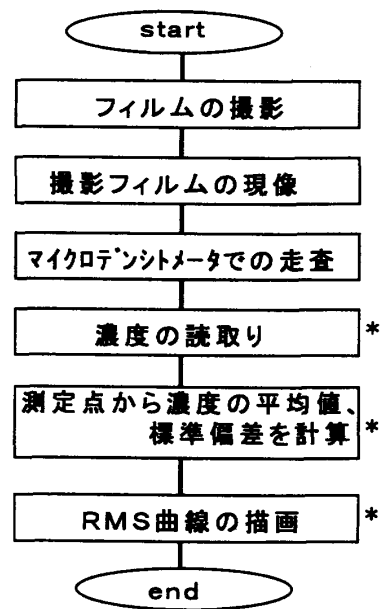 start
フィルムの撮影
撮影フィルムの現像
マイクロデンシトメータでの走査
濃度の読取り *
測定点から濃度の平均値、
標準偏差を計算 *
RMS曲線の描画 *
end